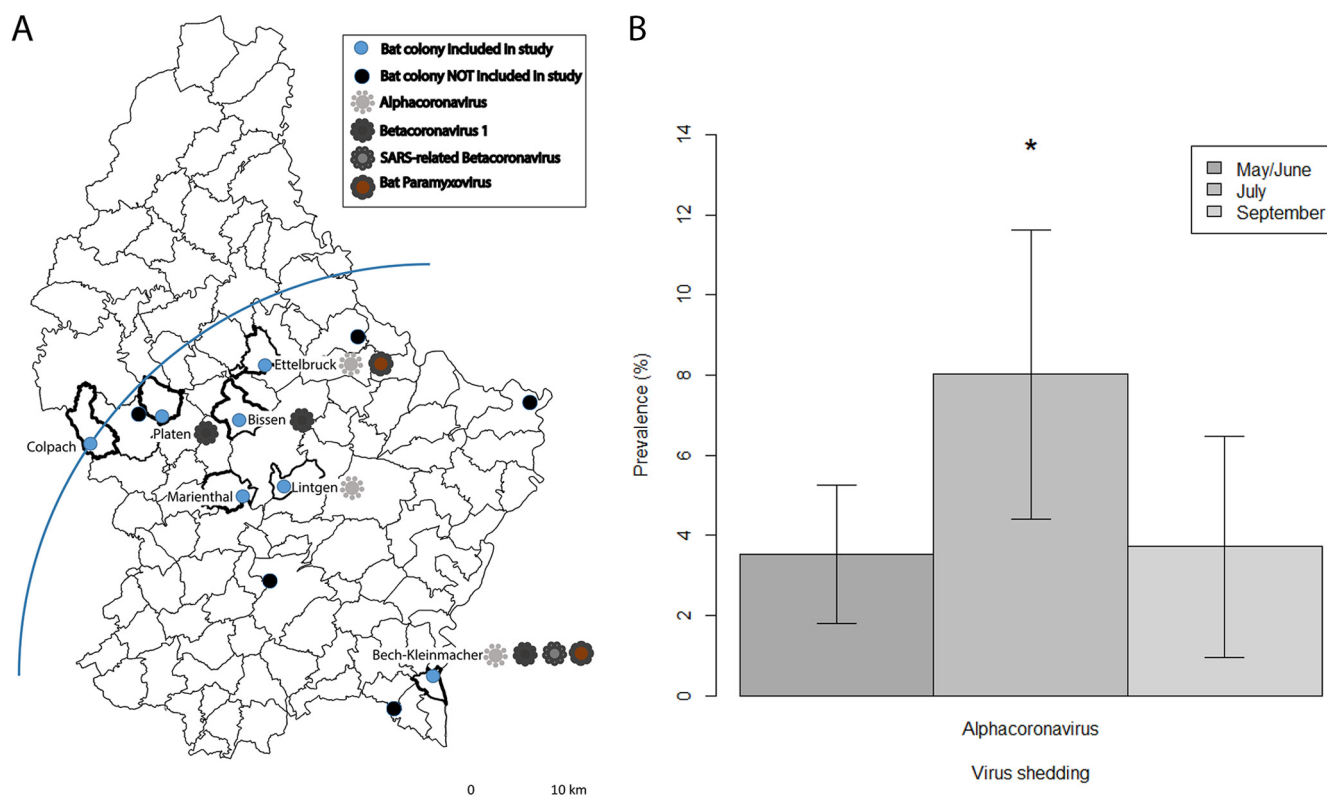 A
Bat colony included in study
Bat colony NOT included in study
Alphacoronavirus
Betacoronavirus 1
SARS-related Betacoronavirus
Bat Paramyxovirus
Ettelbruck
Bissen
Platen
Colpach
Marienthal
Lintgen
Bech-Kleinmacher
0 10 km
B
14
12
10
8
6
4
2
0
Prevalence (%)
*
May/June
July
September
Alphacoronavirus
Virus shedding